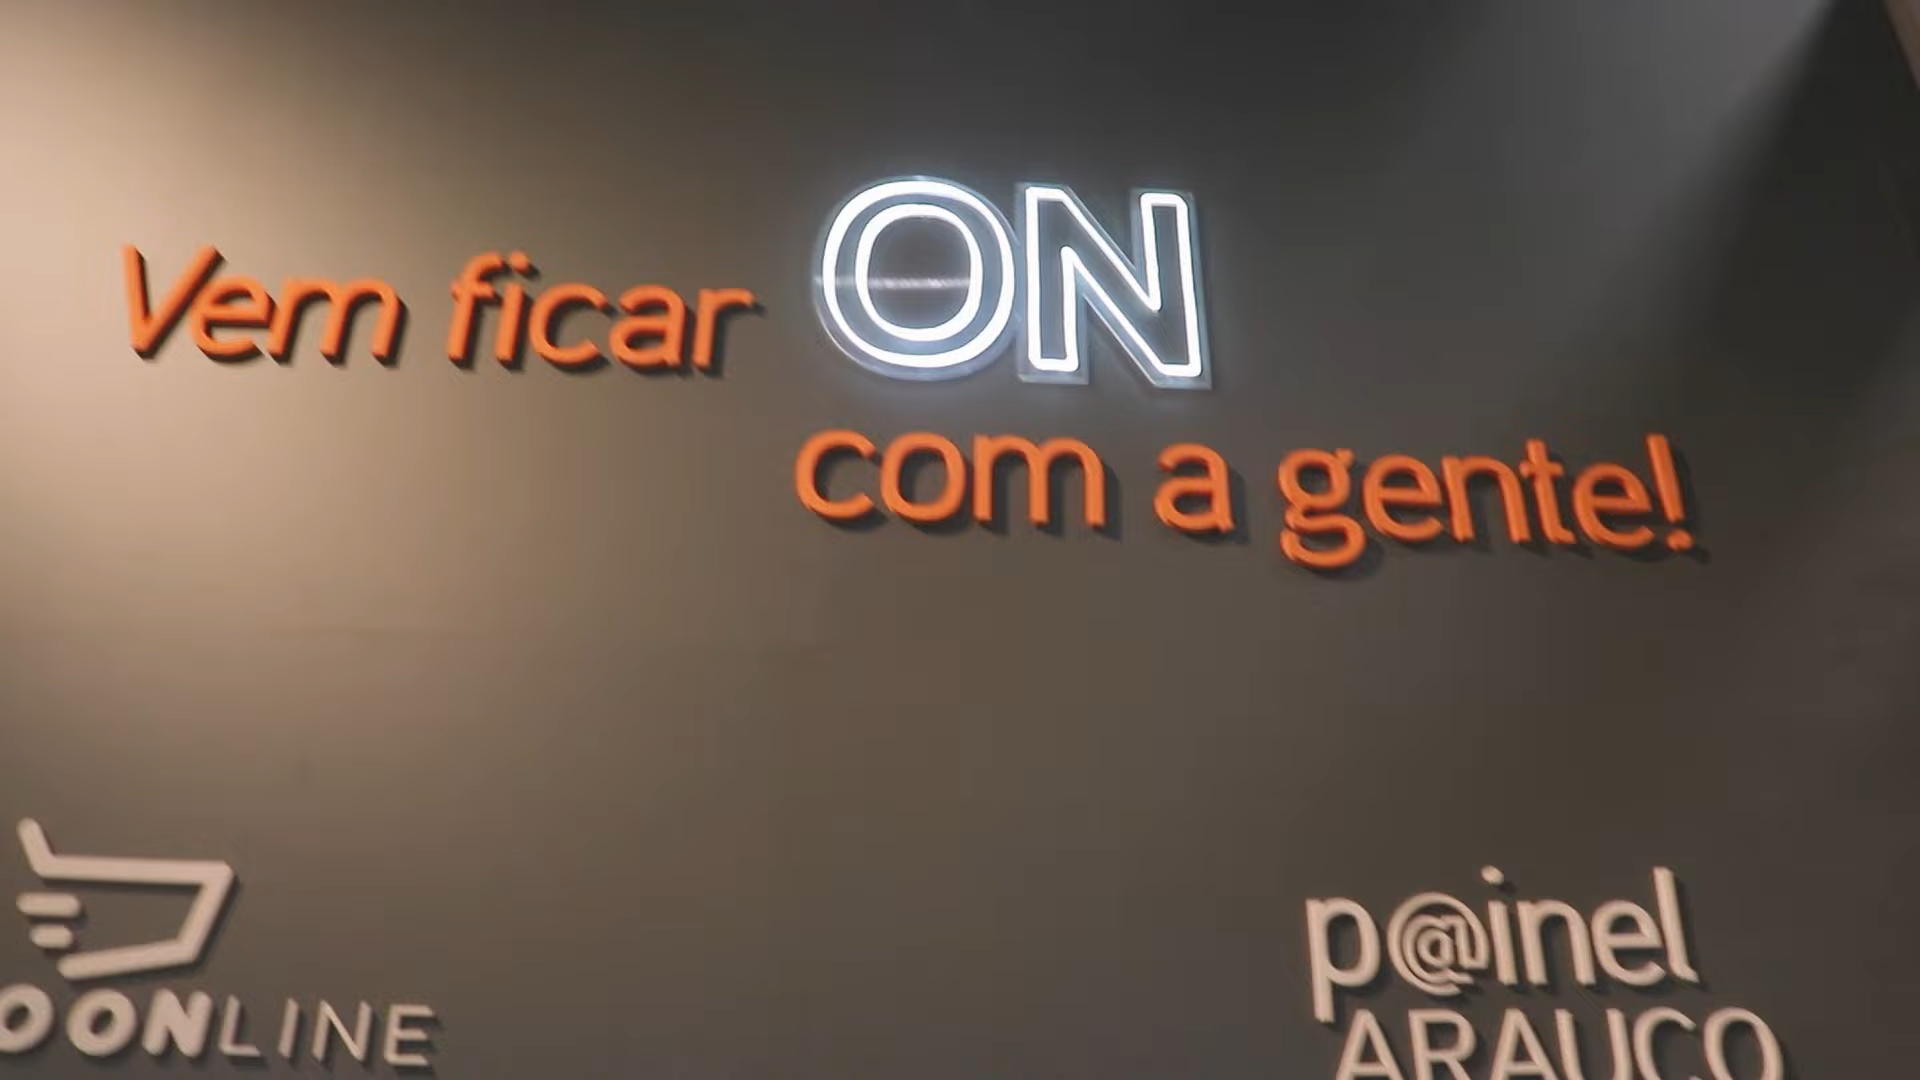 Vem ficar ON
com a gente!
OONLINE
p@inel
ARAUCO